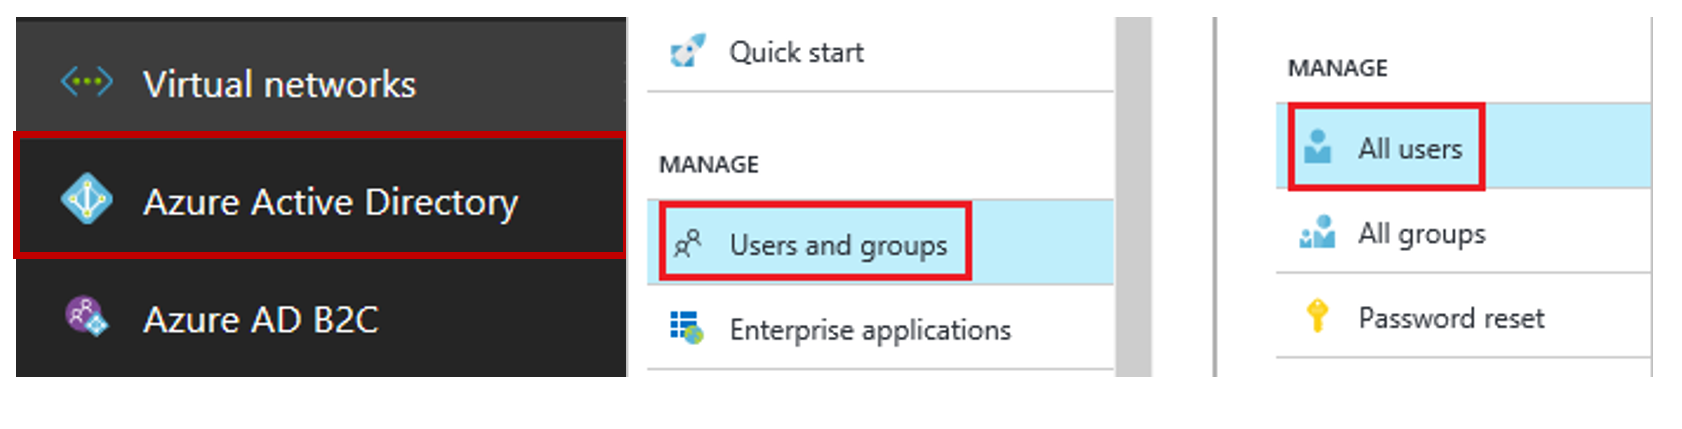 Virtual networks
Azure Active Directory
Azure AD B2C
Quick start
MANAGE
Users and groups
Enterprise applications
MANAGE
All users
All groups
Password reset